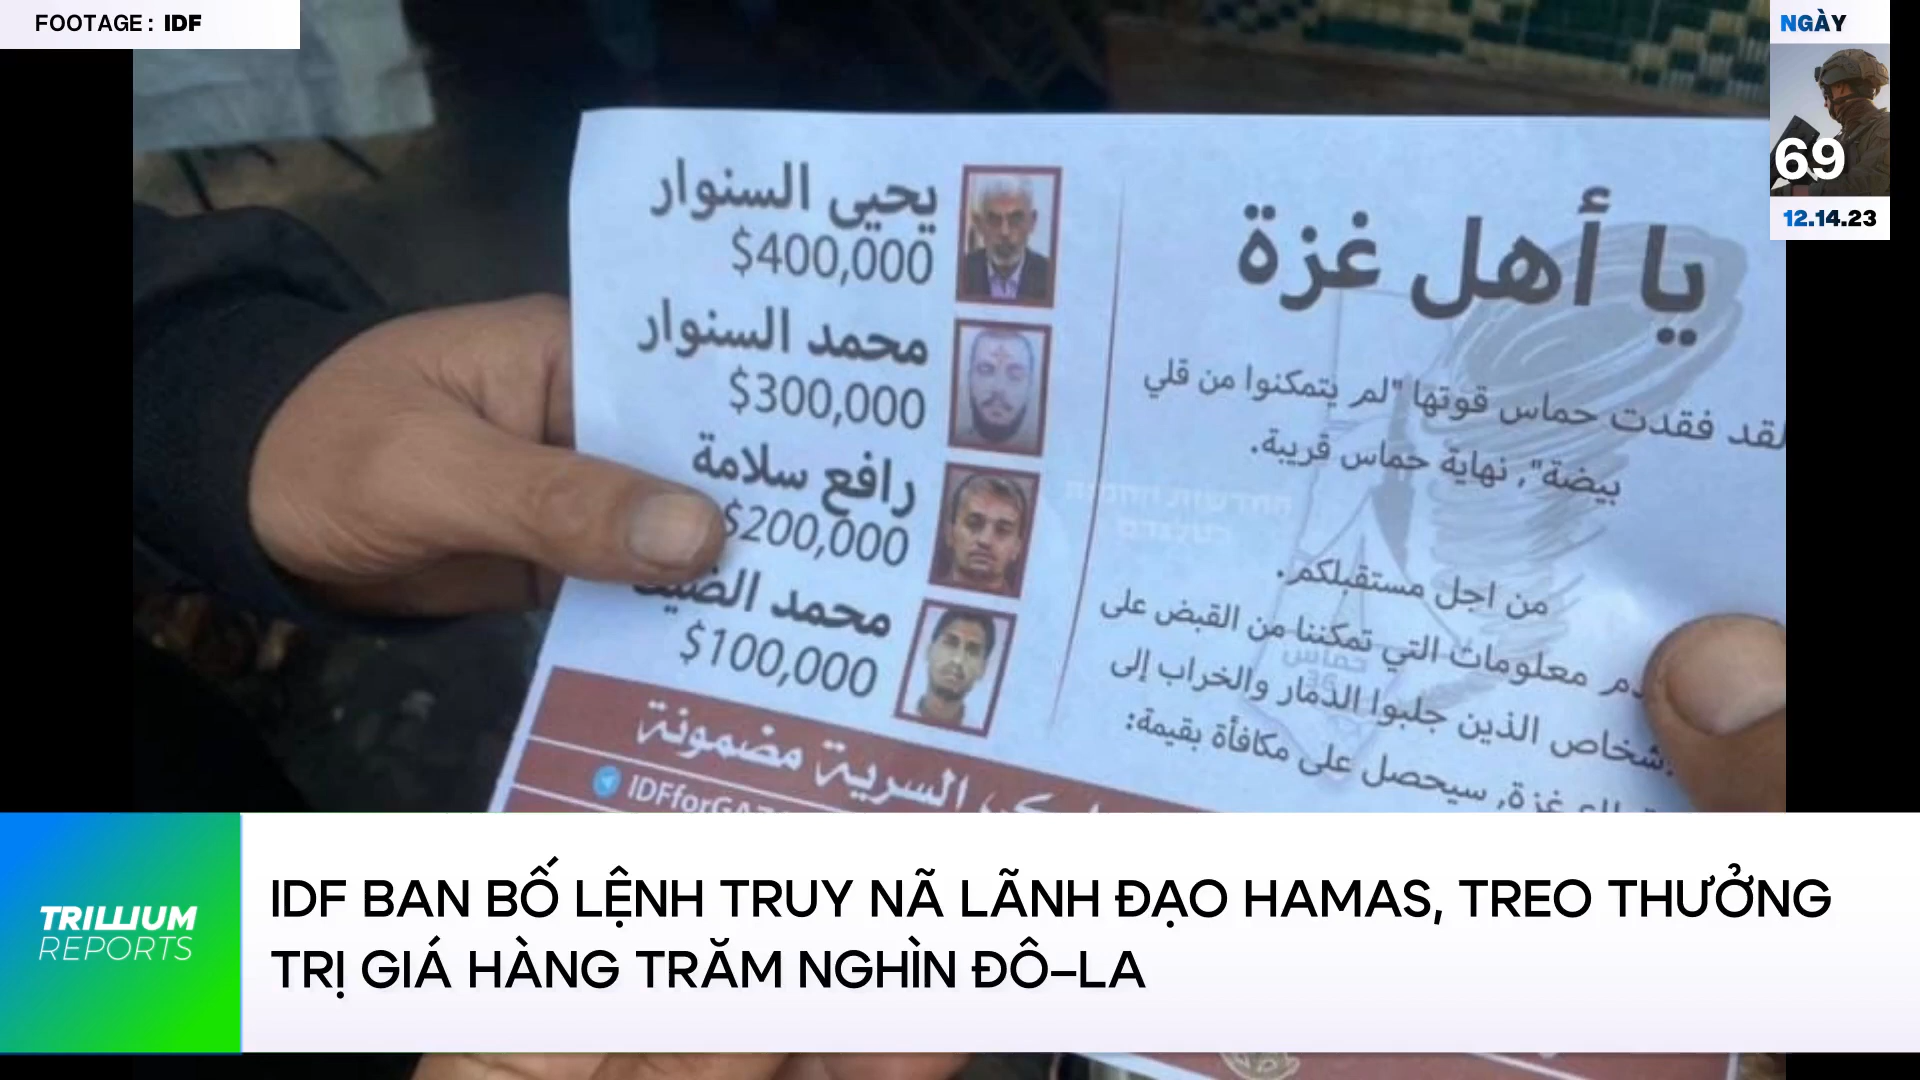 FOOTAGE: IDF
NGÀY
69
12.14.23
يا أهل غزة
لقد فقدت حماس قوتها "لم يتمكنوا من قلي
بيضة", نهاية حماس قريبة.
من اجل مستقبلكم.
معلومات التي تمكننا من القبض على
الذين جلبوا الدمار والخراب إلى
غزة, سيحصل على مكافأة بقيمة:
حماس
يحيى السنوار
$400,000
محمد السنوار
$300,000
رافع سلامة
$200,000
محمد
$100,000
السرية مضمونة
TRILLIUM
REPORTS
IDF BAN BỐ LỆNH TRUY NÃ LÃNH ĐẠO HAMAS, TREO THƯỞNG
TRỊ GIÁ HÀNG TRĂM NGHÌN ĐÔ–LA